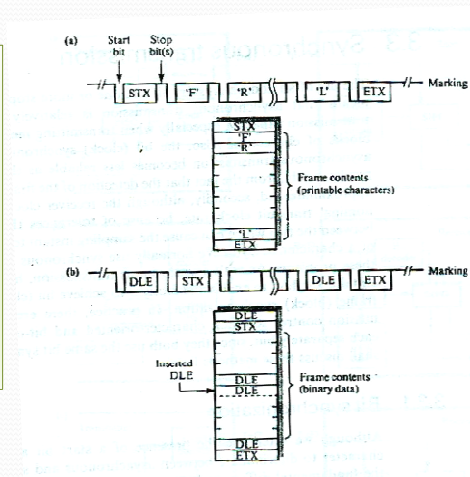 (a) Start bit Stop bit(s)
STX 'F' 'R' 'L' ETX Marking
STX
'F'
'R'
Frame contents
(printable characters)
'L'
ETX
(b) DLE STX DLE ETX Marking
DLE
STX
Inserted
DLE
DLE
DLE
Frame contents
(binary data)
DLE
ETX